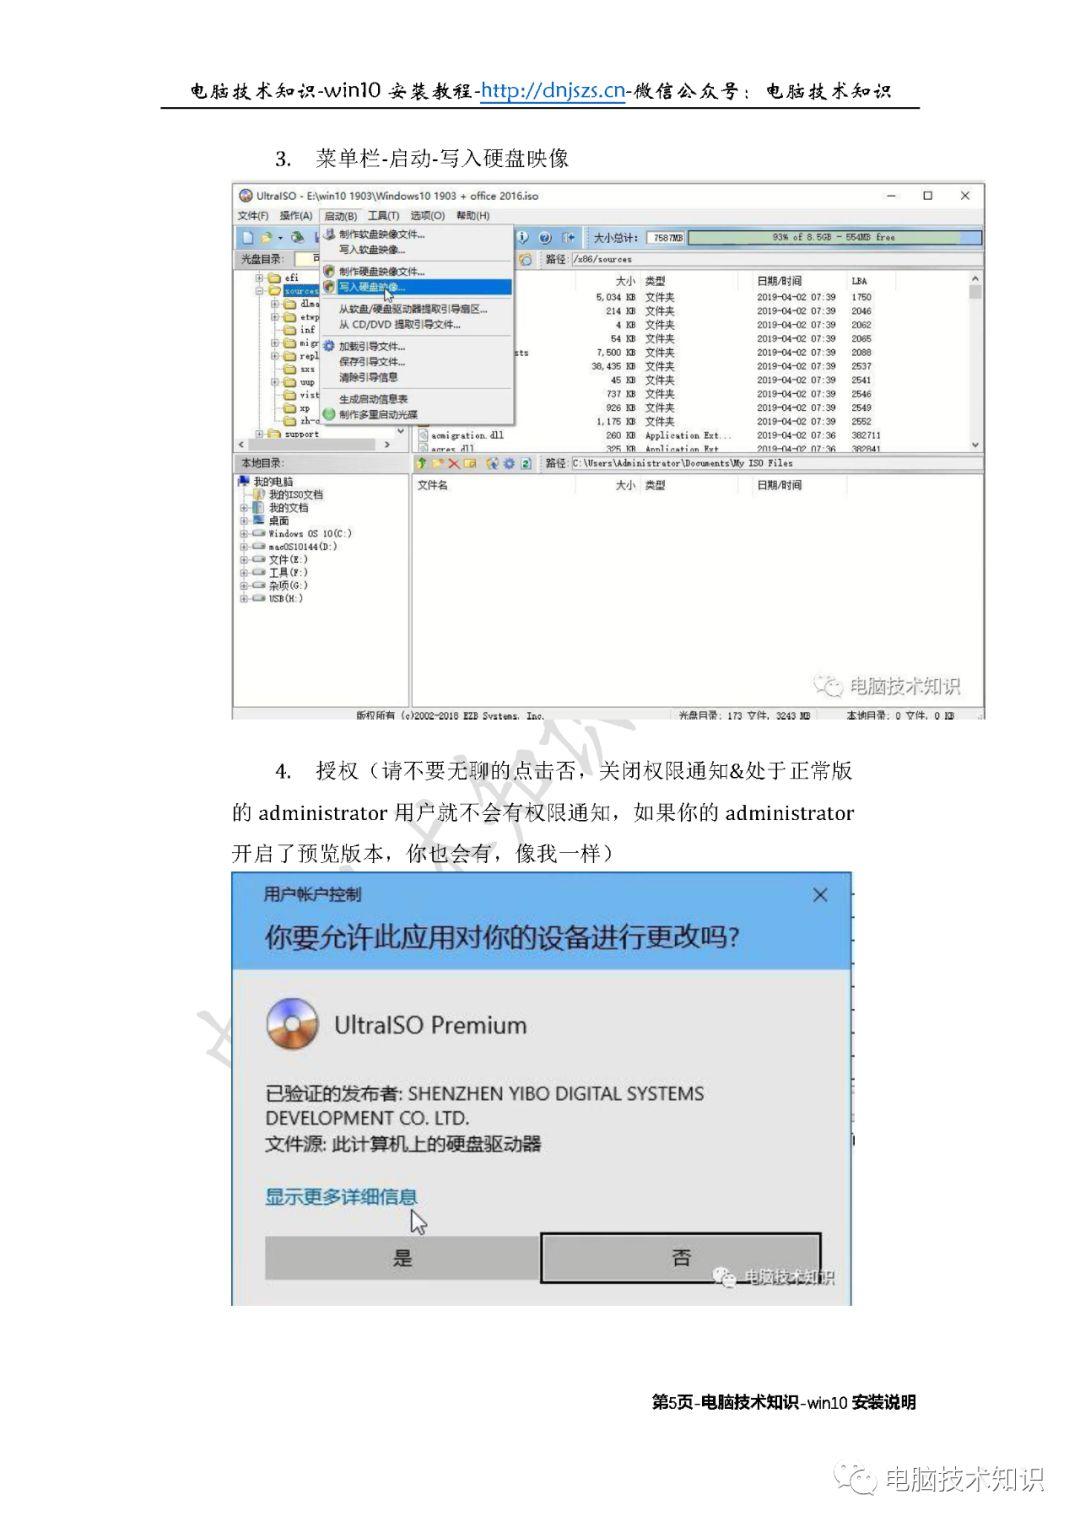 电脑技术知识-win10 安装教程-http://dnjszs.cn-微信公众号：电脑技术知识
3. 菜单栏-启动-写入硬盘映像
UltraISO - E:\win10 1903\Windows10 1903 + office 2016.iso
文件(F) 操作(A) 启动(B) 工具(T) 选项(O) 帮助(H)
制作软盘映像文件...
写入软盘映像...
制作硬盘映像文件...
写入硬盘映像...
从软盘/硬盘驱动器提取引导扇区...
从 CD/DVD 提取引导文件...
加载引导文件...
保存引导文件...
清除引导信息
生成启动信息表
制作多重启动光碟
大小总计: 7587MB 93% of 8.5GB - 554MB free
光盘目录: 可
路径: /x86/sources
efi
sources
dlma
etwp
inf
migr
repl
sxs
uup
vist
xp
zh-c
support
大小 类型 日期/时间 LBA
5,034 KB 文件夹 2019-04-02 07:39 1750
214 KB 文件夹 2019-04-02 07:39 2046
4 KB 文件夹 2019-04-02 07:39 2062
54 KB 文件夹 2019-04-02 07:39 2065
sts 7,500 KB 文件夹 2019-04-02 07:39 2088
38,435 KB 文件夹 2019-04-02 07:39 2537
45 KB 文件夹 2019-04-02 07:39 2541
737 KB 文件夹 2019-04-02 07:39 2546
926 KB 文件夹 2019-04-02 07:39 2549
1,175 KB 文件夹 2019-04-02 07:39 2552
acmigration.dll 260 KB Application Ext... 2019-04-02 07:36 382711
acres.dll 325 KB Application Ext 2019-04-02 07:36 382841
本地目录:
路径: C:\Users\Administrator\Documents\My ISO Files
我的电脑
我的ISO文档
我的文档
桌面
Windows OS 10(C:)
macOS10144(D:)
文件(E:)
工具(F:)
杂项(G:)
USB(H:)
文件名 大小 类型 日期/时间
电脑技术知识
版权所有 (c)2002-2018 EZB Systems, Inc. 光盘目录: 173 文件, 3243 MB 本地目录: 0 文件, 0 KB
4. 授权（请不要无聊的点击否，关闭权限通知&处于正常版
的 administrator 用户就不会有权限通知，如果你的 administrator
开启了预览版本，你也会有，像我一样）
用户帐户控制
你要允许此应用对你的设备进行更改吗?
UltraISO Premium
已验证的发布者: SHENZHEN YIBO DIGITAL SYSTEMS
DEVELOPMENT CO. LTD.
文件源: 此计算机上的硬盘驱动器
显示更多详细信息
是 否
电脑技术知识
第5页-电脑技术知识-win10 安装说明
电脑技术知识